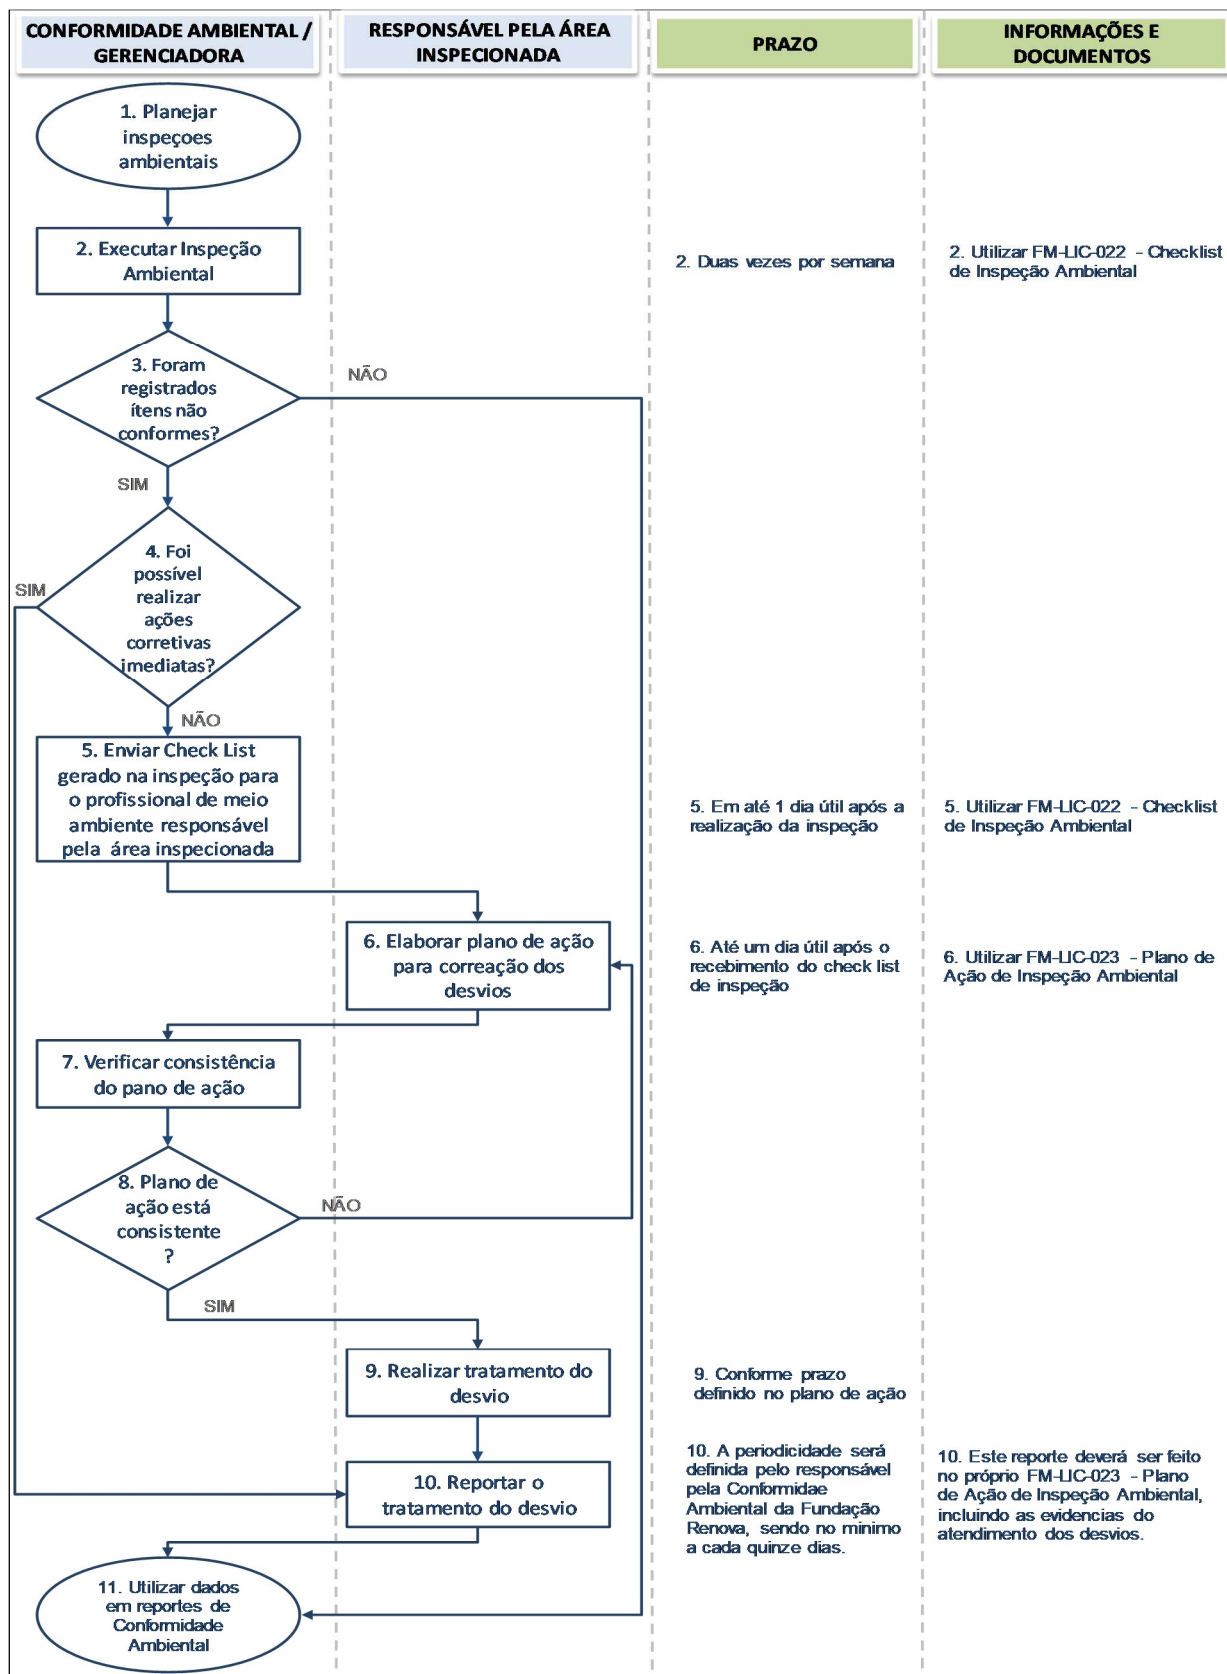 CONFORMIDADE AMBIENTAL /
GERENCIADORA
RESPONSÁVEL PELA ÁREA
INSPECIONADA
PRAZO
INFORMAÇÕES E
DOCUMENTOS
1. Planejar
inspeçoes
ambientais
2. Executar Inspeção
Ambiental
2. Duas vezes por semana
2. Utilizar FM-LIC-022 - Checklist
de Inspeção Ambiental
3. Foram
registrados
ítens não
conformes?
NÃO
SIM
4. Foi
possível
realizar
ações
corretivas
imediatas?
SIM
NÃO
5. Enviar Check List
gerado na inspeção para
o profissional de meio
ambiente responsável
pela área inspecionada
5. Em até 1 dia útil após a
realização da inspeção
5. Utilizar FM-LIC-022 - Checklist
de Inspeção Ambiental
6. Elaborar plano de ação
para correação dos
desvios
6. Até um dia útil após o
recebimento do check list
de inspeção
6. Utilizar FM-LIC-023 - Plano de
Ação de Inspeção Ambiental
7. Verificar consistência
do pano de ação
8. Plano de
ação está
consistente
?
NÃO
SIM
9. Realizar tratamento do
desvio
9. Conforme prazo
definido no plano de ação
10. Reportar o
tratamento do desvio
10. A periodicidade será
definida pelo responsável
pela Conformidae
Ambiental da Fundação
Renova, sendo no minimo
a cada quinze dias.
10. Este reporte deverá ser feito
no próprio FM-LIC-023 - Plano
de Ação de Inspeção Ambiental,
incluindo as evidencias do
atendimento dos desvios.
11. Utilizar dados
em reportes de
Conformidade
Ambiental